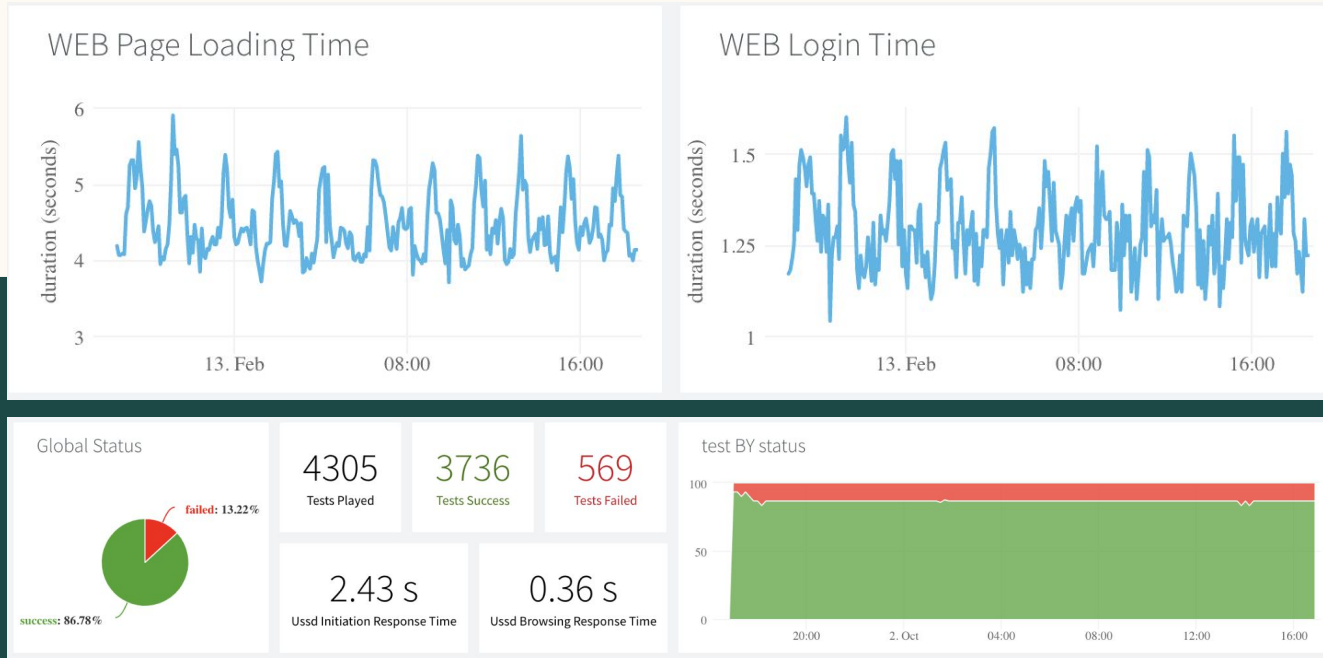 WEB Page Loading Time
duration (seconds)
6
5
4
3
13. Feb
08:00
16:00
WEB Login Time
duration (seconds)
1.5
1.25
1
13. Feb
08:00
16:00
Global Status
failed: 13.22%
success: 86.78%
4305
Tests Played
3736
Tests Success
569
Tests Failed
2.43 s
Ussd Initiation Response Time
0.36 s
Ussd Browsing Response Time
test BY status
100
50
0
20:00
2. Oct
04:00
08:00
12:00
16:00